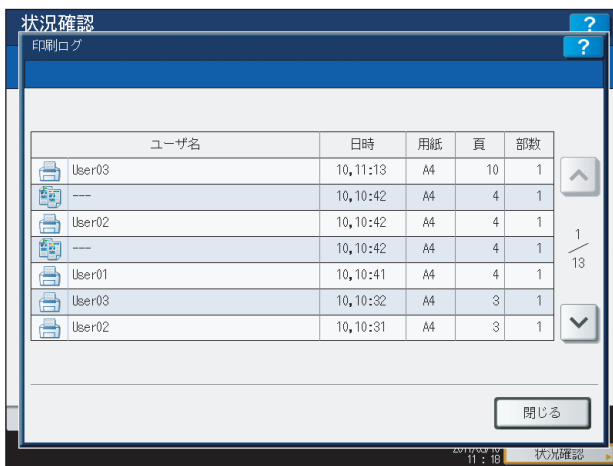 状況確認 ?
印刷ログ ?
ユーザ名 日時 用紙 頁 部数
User03 10,11:13 A4 10 1
--- 10,10:42 A4 4 1
User02 10,10:42 A4 4 1
--- 10,10:42 A4 4 1
User01 10,10:41 A4 4 1
User03 10,10:32 A4 3 1
User02 10,10:31 A4 3 1
1
13
閉じる
11 : 18 状況確認